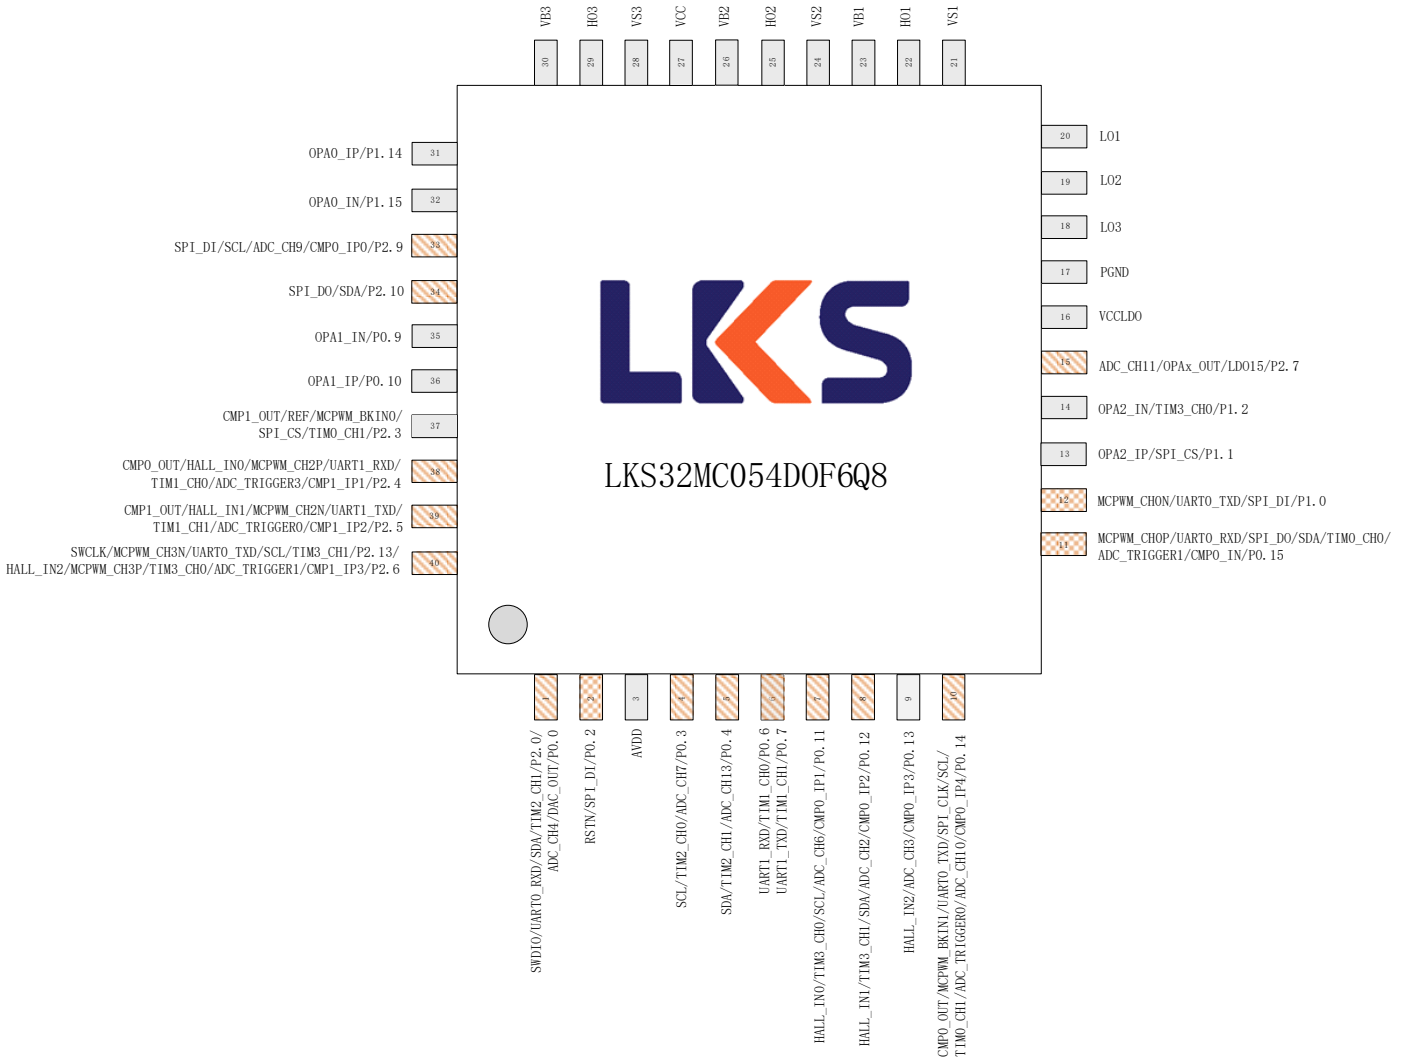 VB3
HO3
VS3
VCC
VB2
HO2
VS2
VB1
HO1
VS1
30
29
28
27
26
25
24
23
22
21
OPA0_IP/P1.14
31
OPA0_IN/P1.15
32
SPI_DI/SCL/ADC_CH9/CMP0_IP0/P2.9
33
SPI_DO/SDA/P2.10
34
OPA1_IN/P0.9
35
OPA1_IP/P0.10
36
CMP1_OUT/REF/MCPWM_BKIN0/
SPI_CS/TIM0_CH1/P2.3
37
CMP0_OUT/HALL_IN0/MCPWM_CH2P/UART1_RXD/
TIM1_CH0/ADC_TRIGGER3/CMP1_IP1/P2.4
38
CMP1_OUT/HALL_IN1/MCPWM_CH2N/UART1_TXD/
TIM1_CH1/ADC_TRIGGER0/CMP1_IP2/P2.5
39
SWCLK/MCPWM_CH3N/UART0_TXD/SCL/TIM3_CH1/P2.13/
HALL_IN2/MCPWM_CH3P/TIM3_CH0/ADC_TRIGGER1/CMP1_IP3/P2.6
40
LKS
LKS32MC054DOF6Q8
20
LO1
19
LO2
18
LO3
17
PGND
16
VCCLDO
15
ADC_CH11/OPAx_OUT/LDO15/P2.7
14
OPA2_IN/TIM3_CH0/P1.2
13
OPA2_IP/SPI_CS/P1.1
12
MCPWM_CH0N/UART0_TXD/SPI_DI/P1.0
11
MCPWM_CH0P/UART0_RXD/SPI_DO/SDA/TIM0_CH0/
ADC_TRIGGER1/CMP0_IN/P0.15
1
2
3
4
5
6
7
8
9
10
SWDIO/UART0_RXD/SDA/TIM2_CH1/P2.0/
ADC_CH4/DAC_OUT/P0.0
RSTN/SPI_DI/P0.2
AVDD
SCL/TIM2_CH0/ADC_CH7/P0.3
SDA/TIM2_CH1/ADC_CH13/P0.4
UART1_RXD/TIM1_CH0/P0.6
UART1_TXD/TIM1_CH1/P0.7
HALL_IN0/TIM3_CH0/SCL/ADC_CH6/CMP0_IP1/P0.11
HALL_IN1/TIM3_CH1/SDA/ADC_CH2/CMP0_IP2/P0.12
HALL_IN2/ADC_CH3/CMP0_IP3/P0.13
CMP0_OUT/MCPWM_BKIN1/UART0_TXD/SPI_CLK/SCL/
TIM0_CH1/ADC_TRIGGER0/ADC_CH10/CMP0_IP4/P0.14